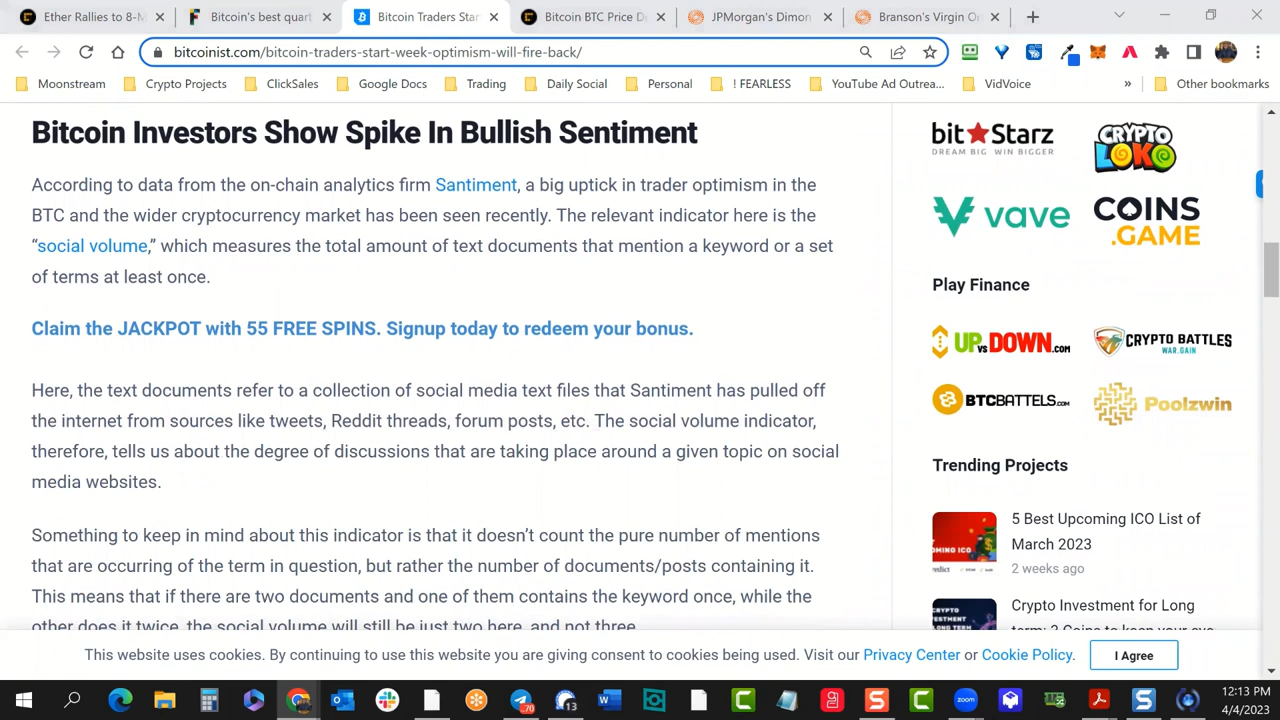 Ether Rallies to 8-M
Bitcoin's best quart
Bitcoin Traders Star
Bitcoin BTC Price D
JPMorgan's Dimon
Branson's Virgin O
bitcoinist.com/bitcoin-traders-start-week-optimism-will-fire-back/
Moonstream
Crypto Projects
ClickSales
Google Docs
Trading
Daily Social
Personal
! FEARLESS
YouTube Ad Outrea...
VidVoice
»
Other bookmarks
Bitcoin Investors Show Spike In Bullish Sentiment
According to data from the on-chain analytics firm Santiment, a big uptick in trader optimism in the
BTC and the wider cryptocurrency market has been seen recently. The relevant indicator here is the
“social volume,” which measures the total amount of text documents that mention a keyword or a set
of terms at least once.
Claim the JACKPOT with 55 FREE SPINS. Signup today to redeem your bonus.
Here, the text documents refer to a collection of social media text files that Santiment has pulled off
the internet from sources like tweets, Reddit threads, forum posts, etc. The social volume indicator,
therefore, tells us about the degree of discussions that are taking place around a given topic on social
media websites.
Something to keep in mind about this indicator is that it doesn’t count the pure number of mentions
that are occurring of the term in question, but rather the number of documents/posts containing it.
This means that if there are two documents and one of them contains the keyword once, while the
other does it twice, the social volume will still be just two here, and not three.
bit★Starz
DREAM BIG WIN BIGGER
CRYPTO
LOKO
vave
COINS
.GAME
Play Finance
UPvsDOWN.com
CRYPTO BATTLES
WAR.GAIN
BTCBATTELS.COM
Poolzwin
Trending Projects
5 Best Upcoming ICO List of
March 2023
2 weeks ago
Crypto Investment for Long
term: 3 Coins to keep your eye
This website uses cookies. By continuing to use this website you are giving consent to cookies being used. Visit our Privacy Center or Cookie Policy.
I Agree
70
13
zoom
12:13 PM
4/4/2023